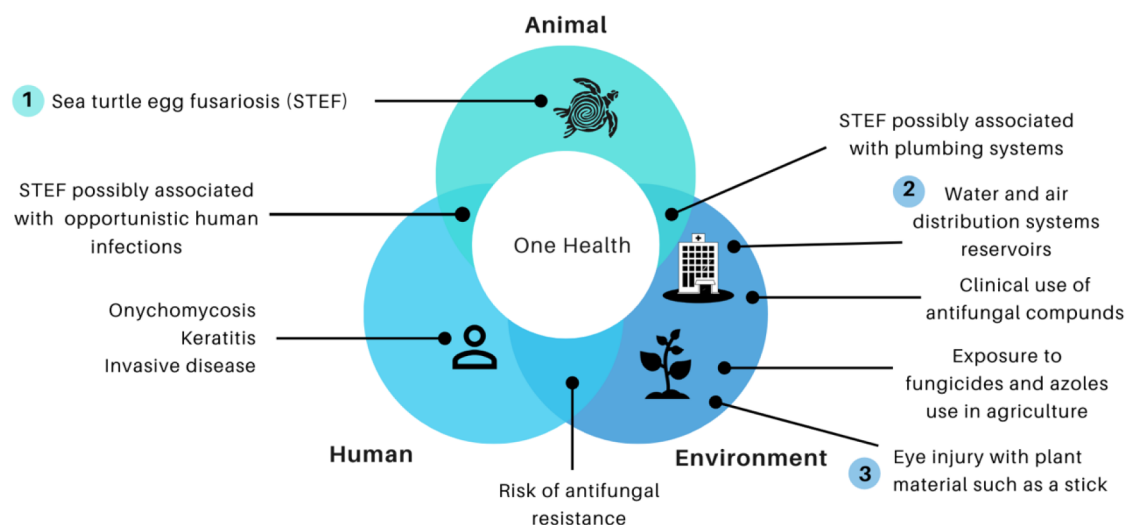 Animal
1 Sea turtle egg fusariosis (STEF)
STEF possibly associated
with plumbing systems
STEF possibly associated
with opportunistic human
infections
2 Water and air
distribution systems
reservoirs
One Health
Clinical use of
antifungal compunds
Onychomycosis
Keratitis
Invasive disease
Exposure to
fungicides and azoles
use in agriculture
Human
Environment
3 Eye injury with plant
material such as a stick
Risk of antifungal
resistance